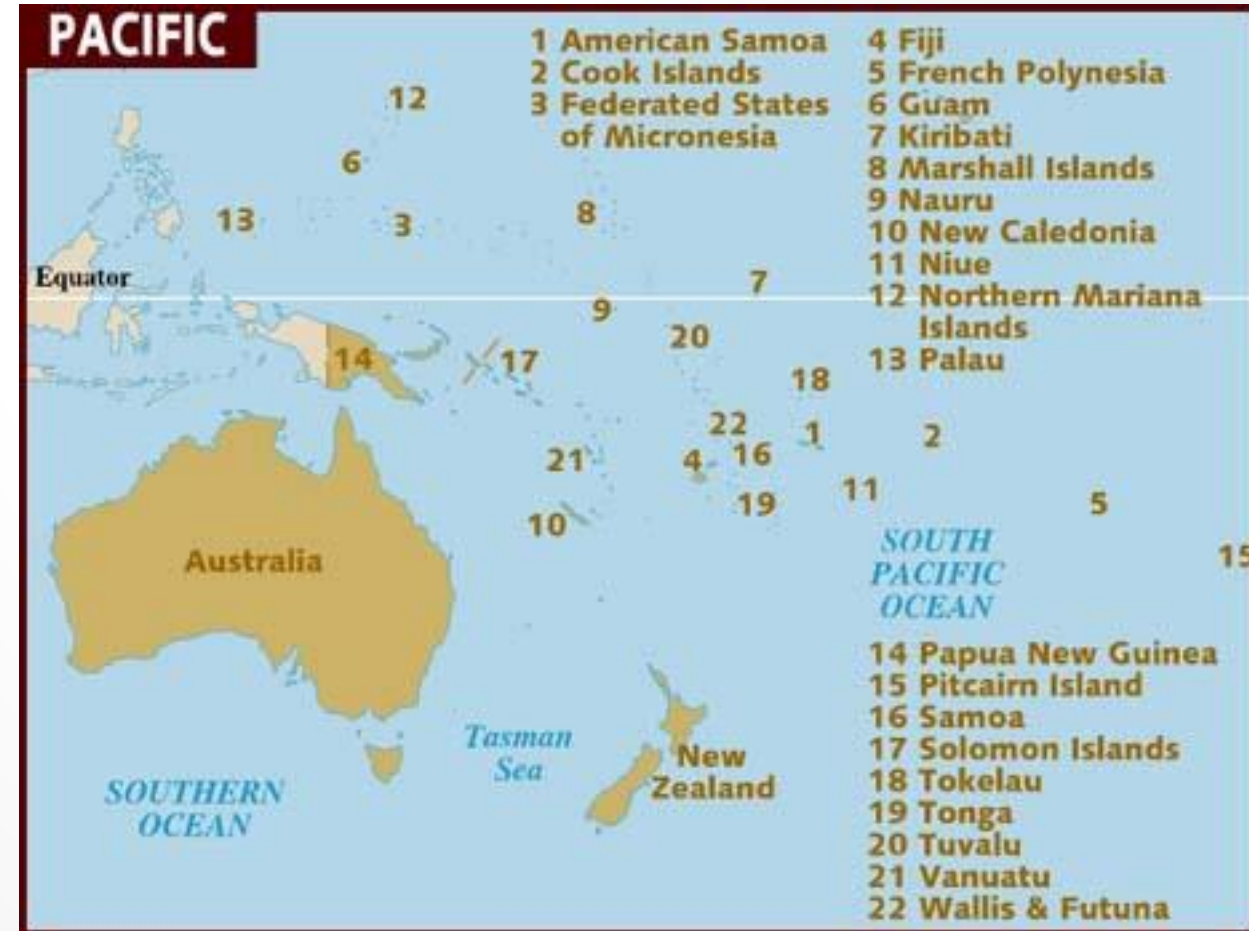 PACIFIC
1 American Samoa
2 Cook Islands
3 Federated States
of Micronesia
4 Fiji
5 French Polynesia
6 Guam
7 Kiribati
8 Marshall Islands
9 Nauru
10 New Caledonia
11 Niue
12 Northern Mariana
Islands
13 Palau
12
6
13
3
8
Equator
7
9
20
14
17
18
22
1
2
21
4
16
11
19
5
10
Australia
SOUTH
PACIFIC
OCEAN
15
14 Papua New Guinea
15 Pitcairn Island
16 Samoa
17 Solomon Islands
18 Tokelau
19 Tonga
20 Tuvalu
21 Vanuatu
22 Wallis & Futuna
Tasman
Sea
New
Zealand
SOUTHERN
OCEAN